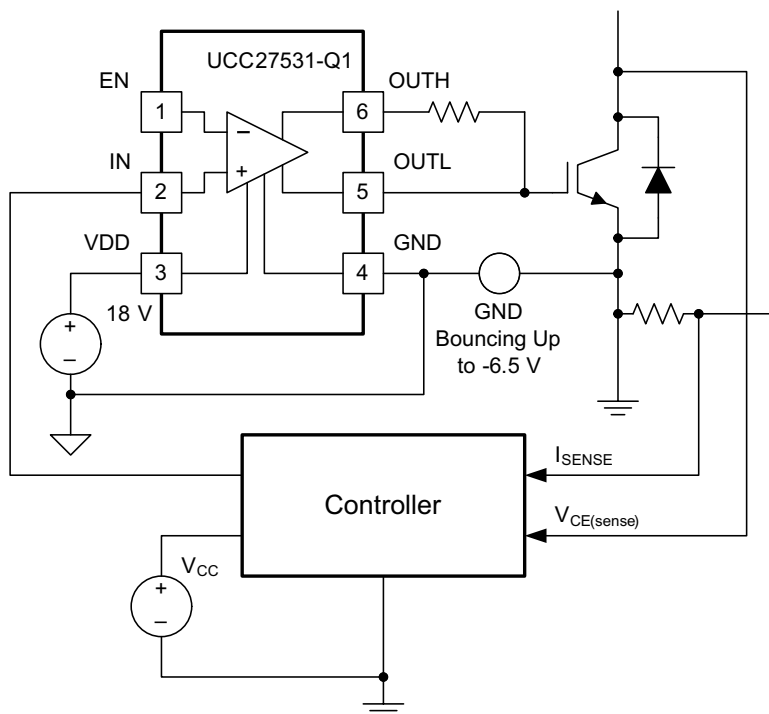 UCC27531-Q1
EN
OUTH
1
6
IN
OUTL
2
5
VDD
GND
3
4
18 V
GND
Bouncing Up
to -6.5 V
+
–
–
+
Controller
ISENSE
VCE(sense)
VCC
+
–